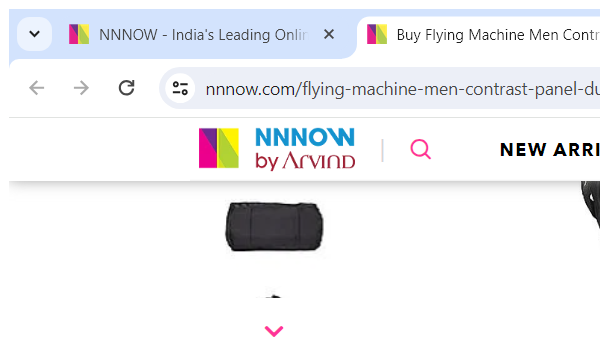 NNNOW - India's Leading Onlin
Buy Flying Machine Men Contr
nnnow.com/flying-machine-men-contrast-panel-du
NNNOW
by ARVIND
NEW ARRI